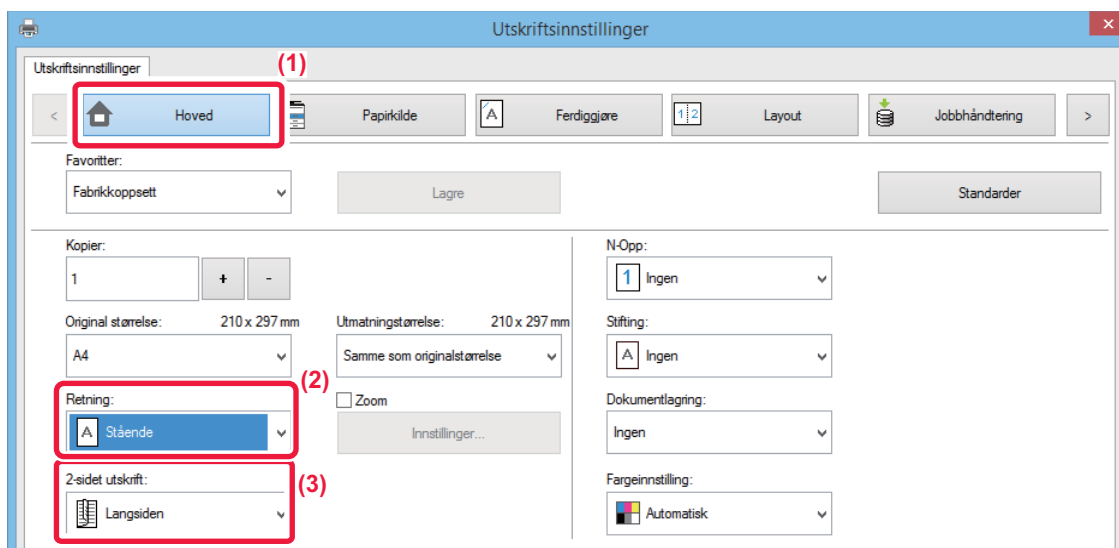 Utskriftsinnstillinger
Utskriftsinnstillinger
(1)
< Hoved Papirkilde Ferdiggjøre Layout Jobbhåndtering >
Favoritter:
Fabrikkoppsett Lagre Standarder
Kopier: N-Opp:
1 + - 1 Ingen
Original størrelse: 210 x 297 mm Utmatningstørrelse: 210 x 297 mm Stifting:
A4 Samme som originalstørrelse A Ingen
(2)
Retning: Zoom Dokumentlagring:
A Stående Innstillinger... Ingen
2-sidet utskrift: (3) Fargeinnstilling:
Langsiden Automatisk